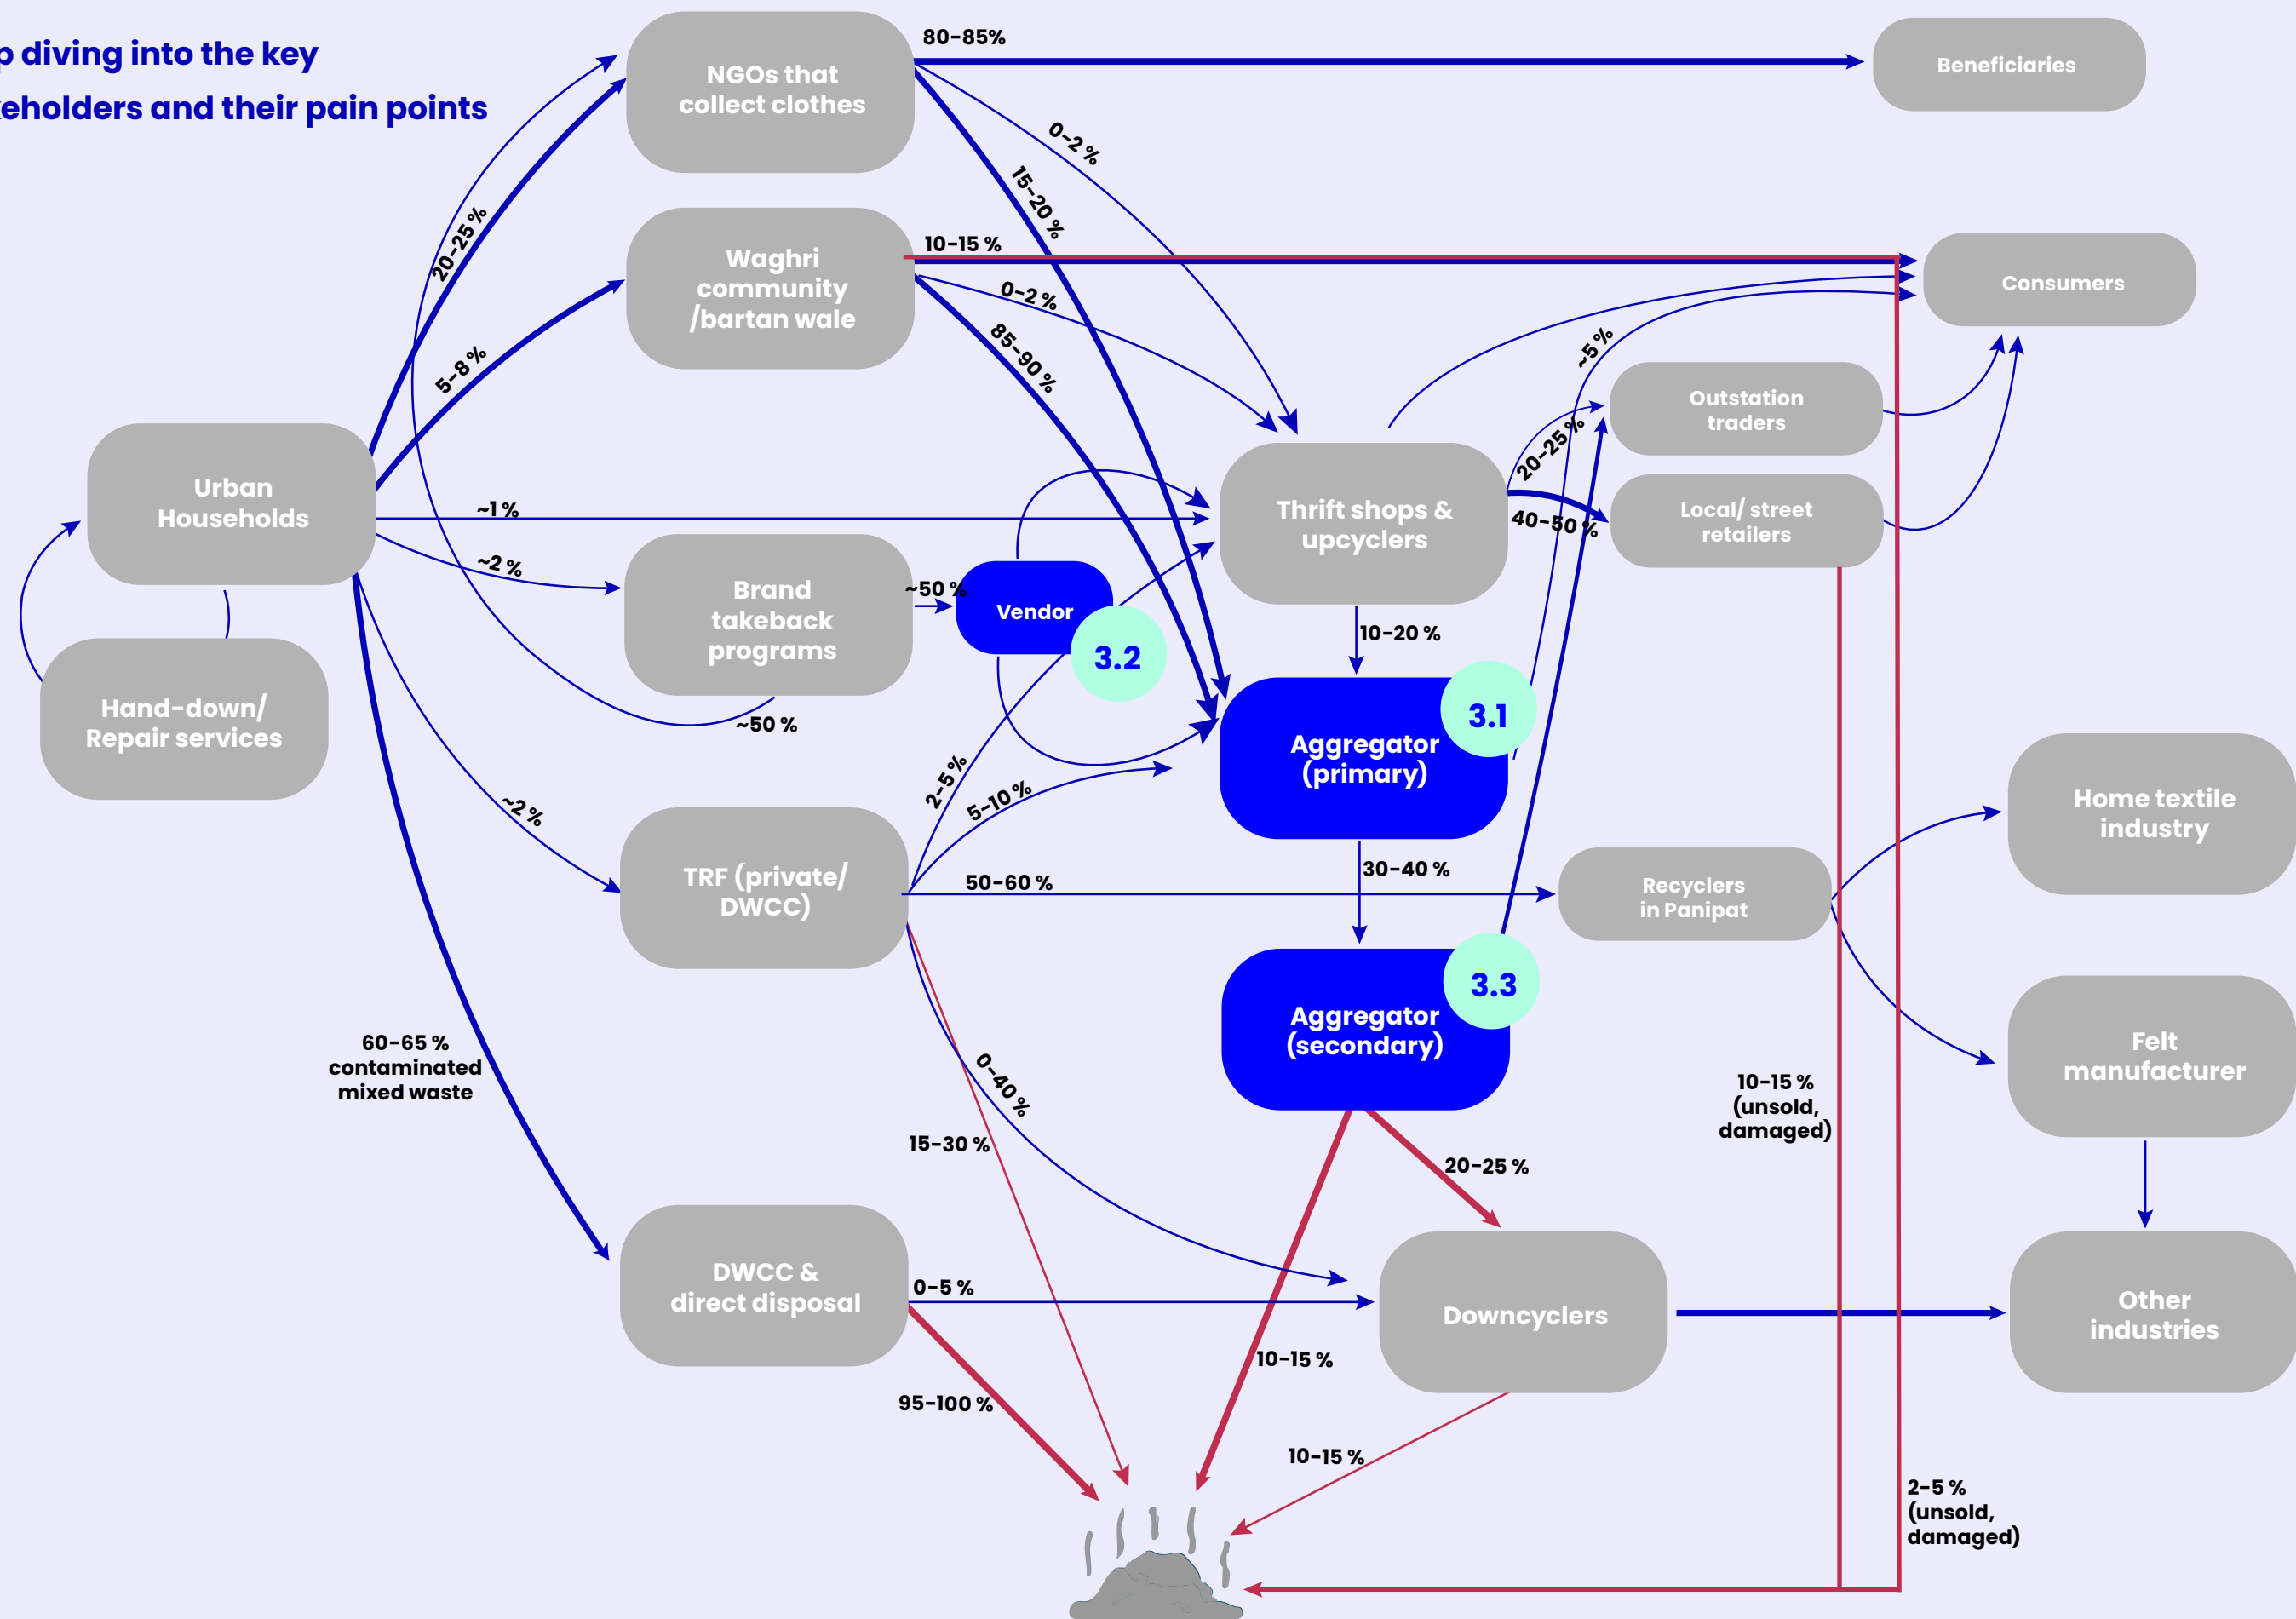 p diving into the key
keholders and their pain points
NGOs that
collect clothes
80-85%
Beneficiaries
0-2 %
15-20 %
20-25 %
Waghri
community
/bartan wale
10-15 %
0-2 %
85-90 %
Consumers
5-8 %
~5 %
Outstation
traders
20-25 %
Urban
Households
~1 %
Thrift shops &
upcyclers
40-50 %
Local/ street
retailers
~2 %
Brand
takeback
programs
~50 %
Vendor
3.2
10-20 %
Hand-down/
Repair services
~50 %
3.1
Aggregator
(primary)
2-5 %
5-10 %
~2 %
Home textile
industry
TRF (private/
DWCC)
50-60 %
30-40 %
Recyclers
in Panipat
3.3
Aggregator
(secondary)
60-65 %
contaminated
mixed waste
0-40 %
15-30 %
10-15 %
(unsold,
damaged)
Felt
manufacturer
20-25 %
DWCC &
direct disposal
0-5 %
Downcyclers
Other
industries
10-15 %
95-100 %
10-15 %
2-5 %
(unsold,
damaged)